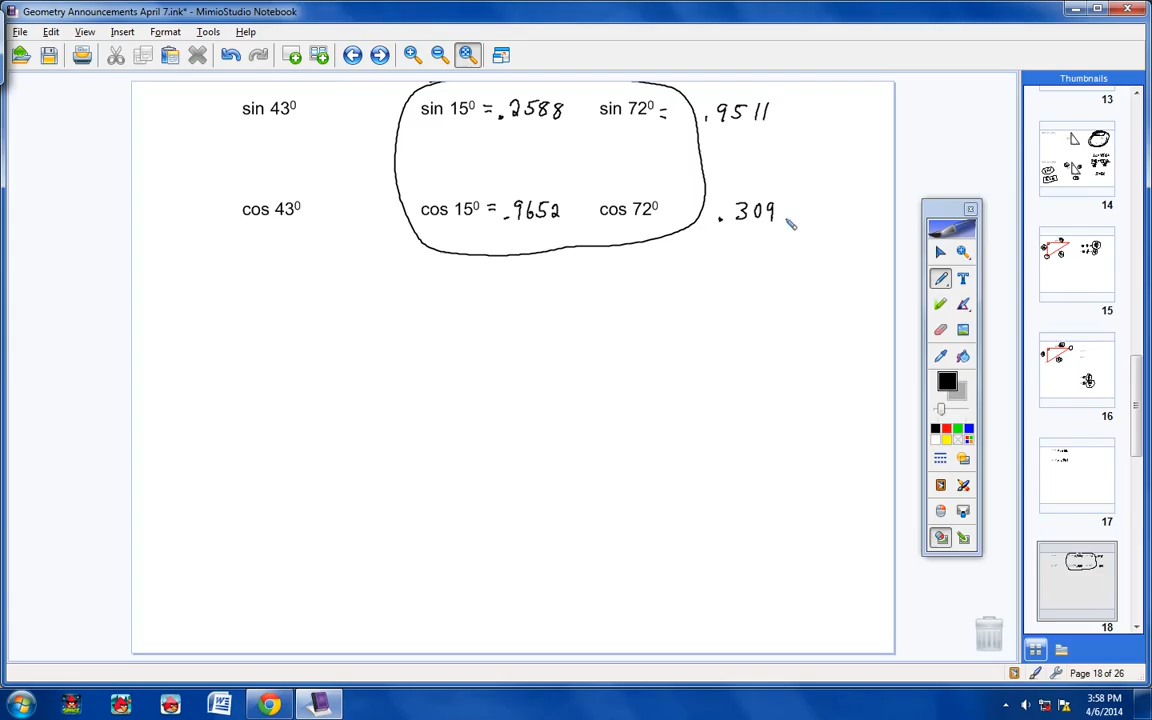 Geometry Announcements April 7.ink* - MimioStudio Notebook
File Edit View Insert Format Tools Help
Thumbnails
13
sin 43⁰ sin 15⁰ = .2588 sin 72⁰ = .9511
cos 43⁰ cos 15⁰ = .9652 cos 72⁰ .309
14
15
16
17
18
T
Page 18 of 26
W
3:58 PM
4/6/2014